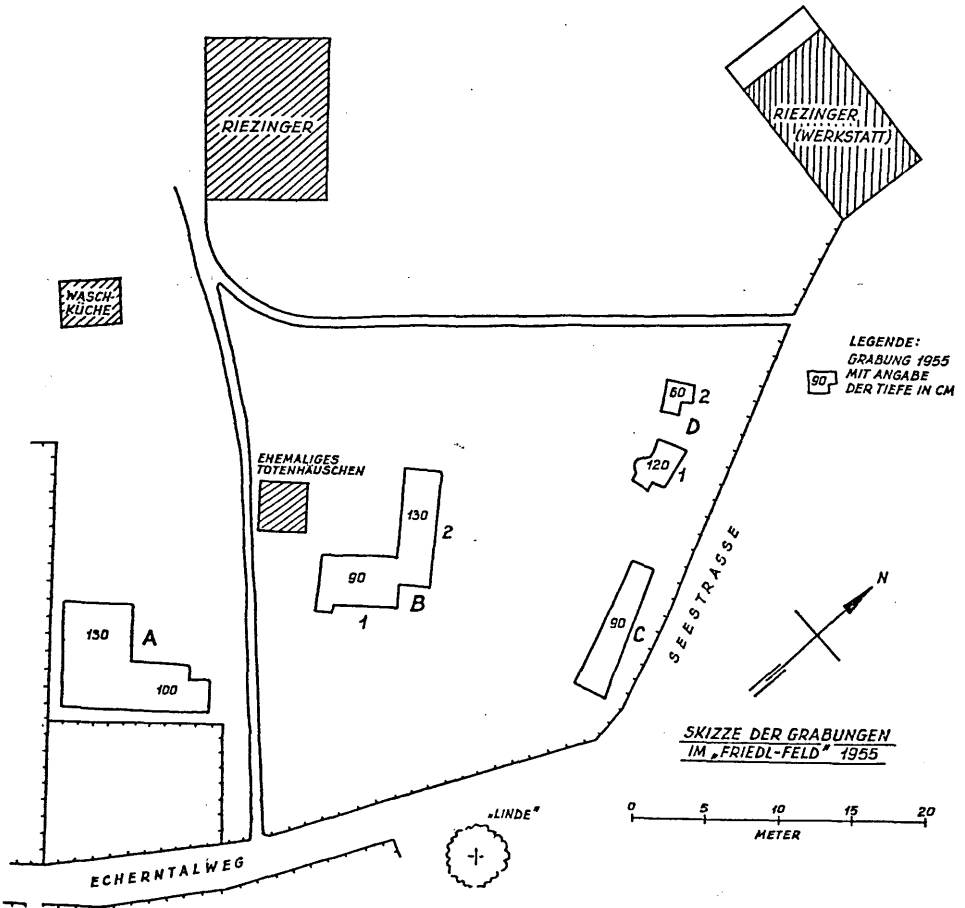 RIEZINGER
RIEZINGER
(WERKSTATT)
WASCH-
KÜCHE
LEGENDE:
GRABUNG 1955
90 MIT ANGABE
DER TIEFE IN CM
60 2
D
120 1
EHEMALIGES
TOTENHÄUSCHEN
130 2
90
B
1
SEESTRASSE
N
130 A
100
90 C
SKIZZE DER GRABUNGEN
IM „FRIEDL-FELD" 1955
„LINDE"
0 5 10 15 20
METER
ECHERNTALWEG